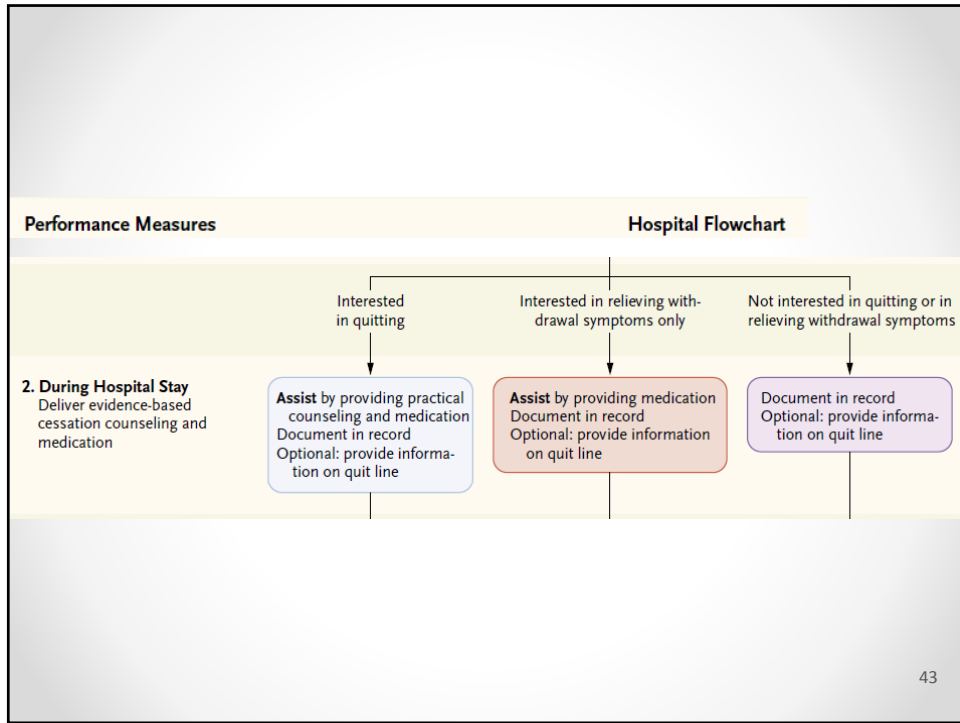 Performance Measures
Hospital Flowchart
Interested
in quitting
Interested in relieving with-
drawal symptoms only
Not interested in quitting or in
relieving withdrawal symptoms
2. During Hospital Stay
Deliver evidence-based
cessation counseling and
medication
Assist by providing practical
counseling and medication
Document in record
Optional: provide informa-
tion on quit line
Assist by providing medication
Document in record
Optional: provide information
on quit line
Document in record
Optional: provide informa-
tion on quit line
43